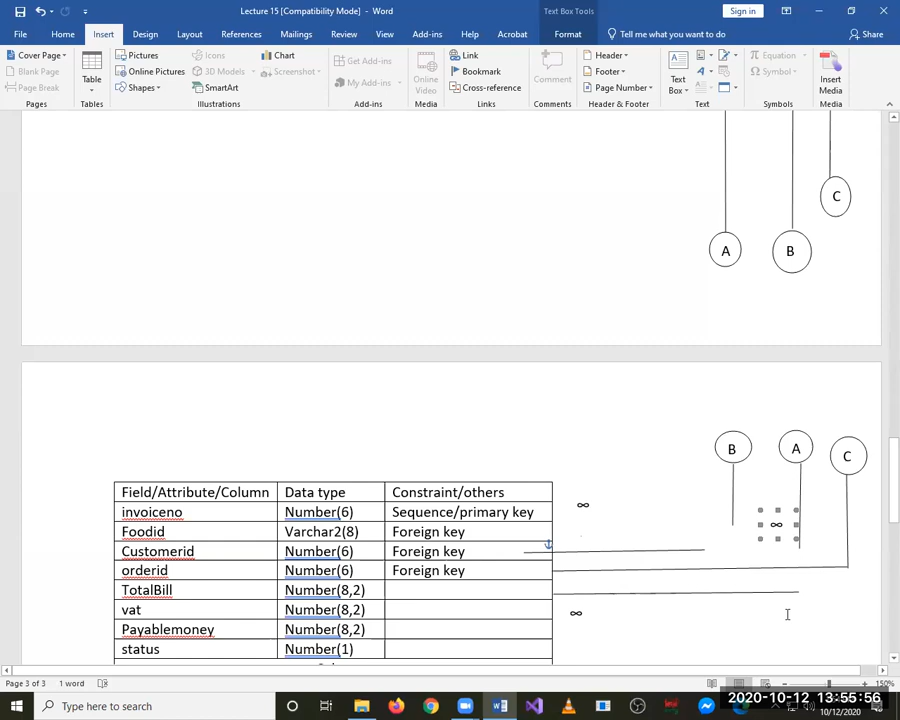 Lecture 15 [Compatibility Mode] - Word
Text Box Tools
Sign in
File Home Insert Design Layout References Mailings Review View Add-ins Help Acrobat Format Tell me what you want to do Share
Cover Page
Blank Page
Page Break
Pages
Table
Tables
Pictures
Online Pictures
Shapes
Icons
3D Models
SmartArt
Chart
Screenshot
Illustrations
Get Add-ins
My Add-ins
Add-ins
Online Video
Media
Link
Bookmark
Cross-reference
Links
Comment
Comments
Header
Footer
Page Number
Header & Footer
Text Box
Text
Equation
Symbol
Symbols
Insert Media
Media
C
A B
B A C
Field/Attribute/Column Data type Constraint/others
invoiceno Number(6) Sequence/primary key
∞
Foodid Varchar2(8) Foreign key
∞
Customerid Number(6) Foreign key
orderid Number(6) Foreign key
TotalBill Number(8,2)
vat Number(8,2)
∞
Payablemoney Number(8,2)
status Number(1)
Page 3 of 3 1 word
150%
Type here to search
2020-10-12 13:55:56
10/12/2020